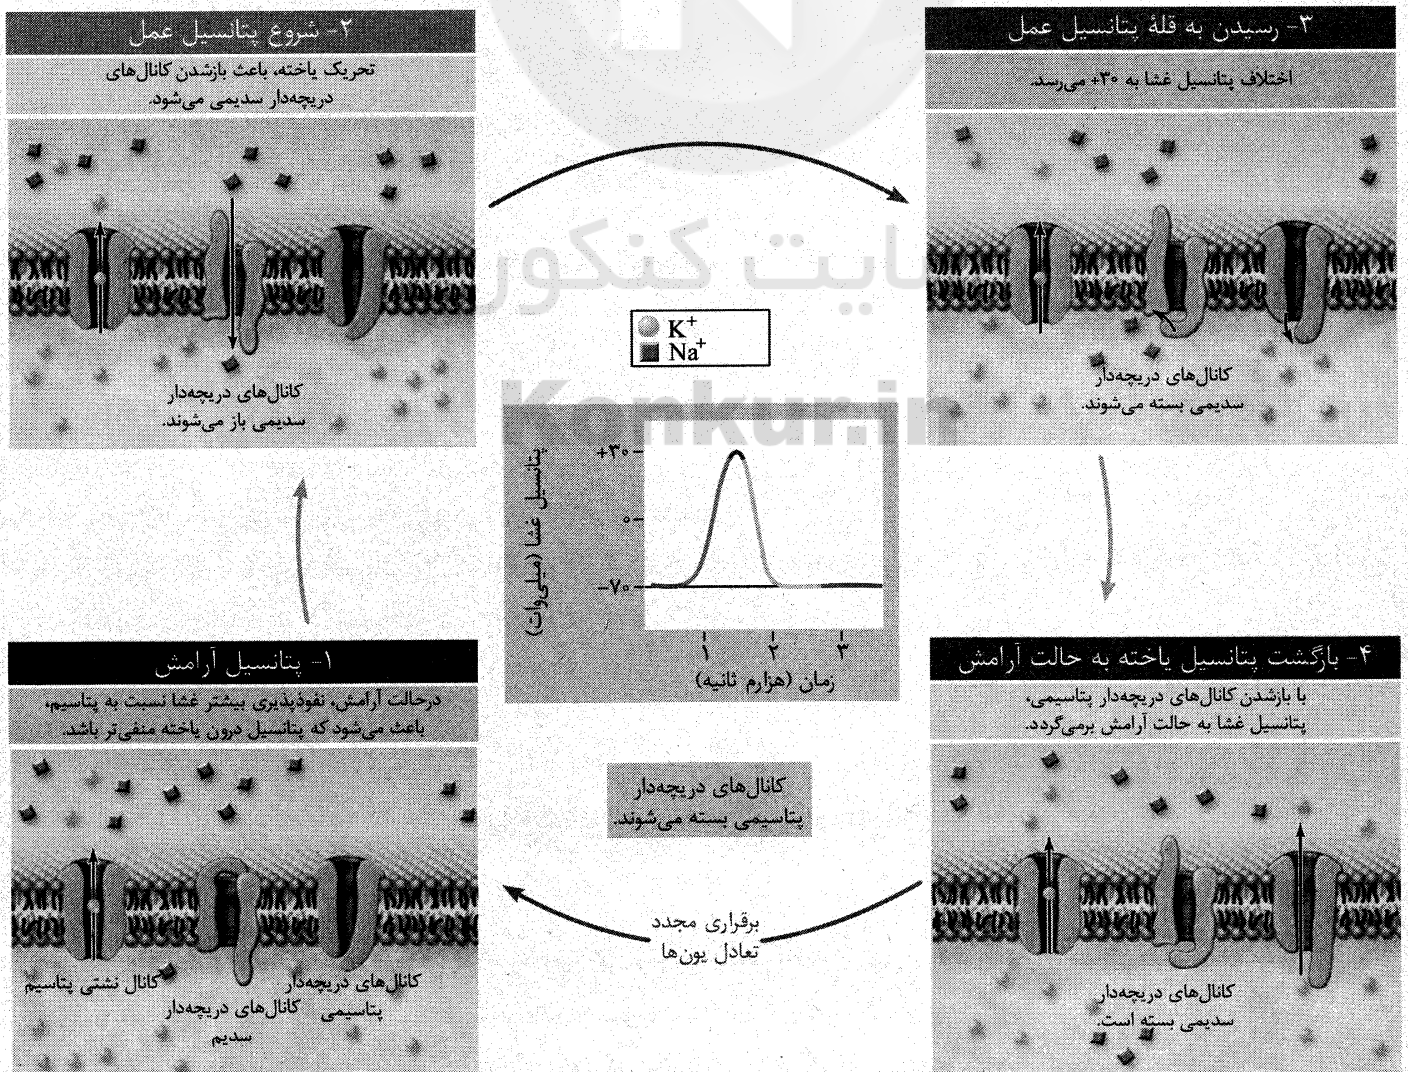 ۲- شروع پتانسیل عمل
تحریک یاخته، باعث بازشدن کانال‌های
دریچه‌دار سدیمی می‌شود.
کانال‌های دریچه‌دار
سدیمی باز می‌شوند.
۳- رسیدن به قلهٔ پتانسیل عمل
اختلاف پتانسیل غشا به ۳۰+ می‌رسد.
کانال‌های دریچه‌دار
سدیمی بسته می‌شوند.
سایت کنکور
Konkur.in
K+
Na+
پتانسیل غشا (میلی‌وات)
+۳۰
۰
-۷۰
۱ ۲ ۳
زمان (هزارم ثانیه)
۱- پتانسیل آرامش
درحالت آرامش، نفوذپذیری بیشتر غشا نسبت به پتاسیم،
باعث می‌شود که پتانسیل درون یاخته منفی‌تر باشد.
کانال نشتی پتاسیم
کانال‌های دریچه‌دار
سدیم
کانال‌های دریچه‌دار
پتاسیمی
کانال‌های دریچه‌دار
پتاسیمی بسته می‌شوند.
برقراری مجدد
تعادل یون‌ها
۴- بازگشت پتانسیل یاخته به حالت آرامش
با بازشدن کانال‌های دریچه‌دار پتاسیمی،
پتانسیل غشا به حالت آرامش برمی‌گردد.
کانال‌های دریچه‌دار
سدیمی بسته است.